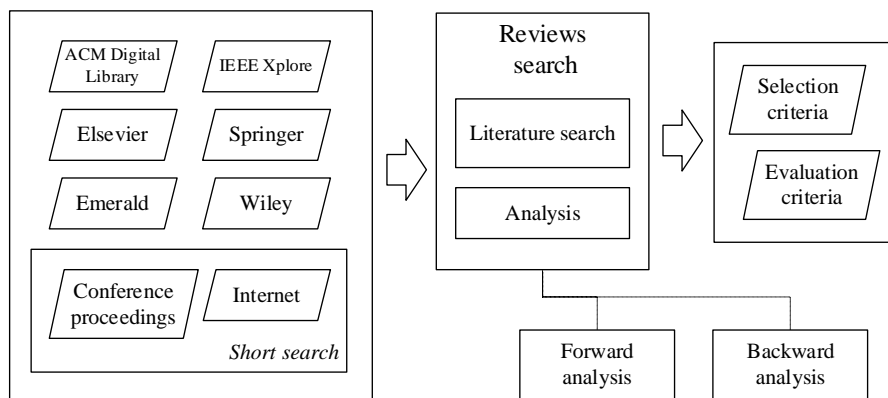 ACM Digital
Library
IEEE Xplore
Elsevier
Springer
Emerald
Wiley
Conference
proceedings
Internet
Short search
Reviews
search
Literature search
Analysis
Selection
criteria
Evaluation
criteria
Forward
analysis
Backward
analysis